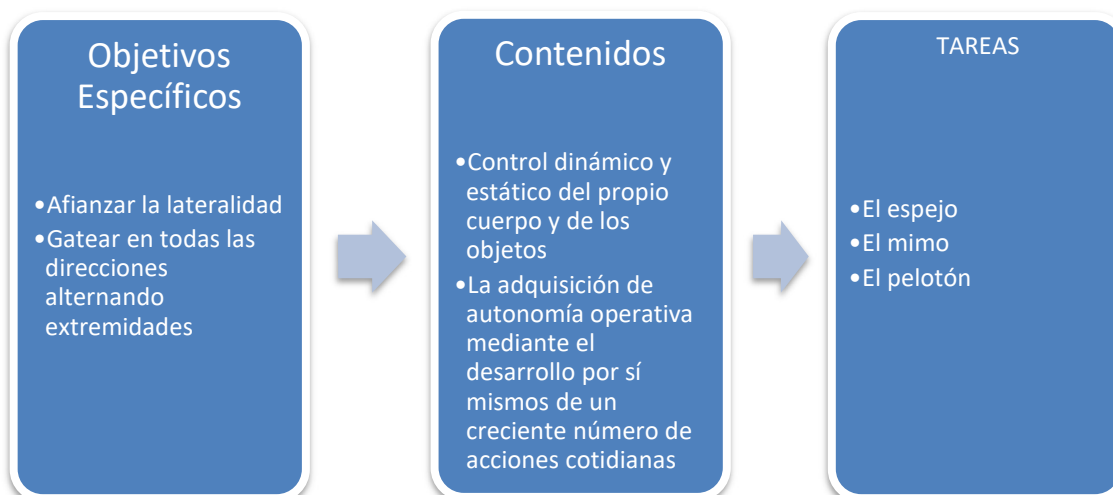 Objetivos
Específicos
•Afianzar la lateralidad
•Gatear en todas las
direcciones
alternando
extremidades
Contenidos
•Control dinámico y
estático del propio
cuerpo y de los
objetos
•La adquisición de
autonomía operativa
mediante el
desarrollo por sí
mismos de un
creciente número de
acciones cotidianas
TAREAS
•El espejo
•El mimo
•El pelotón